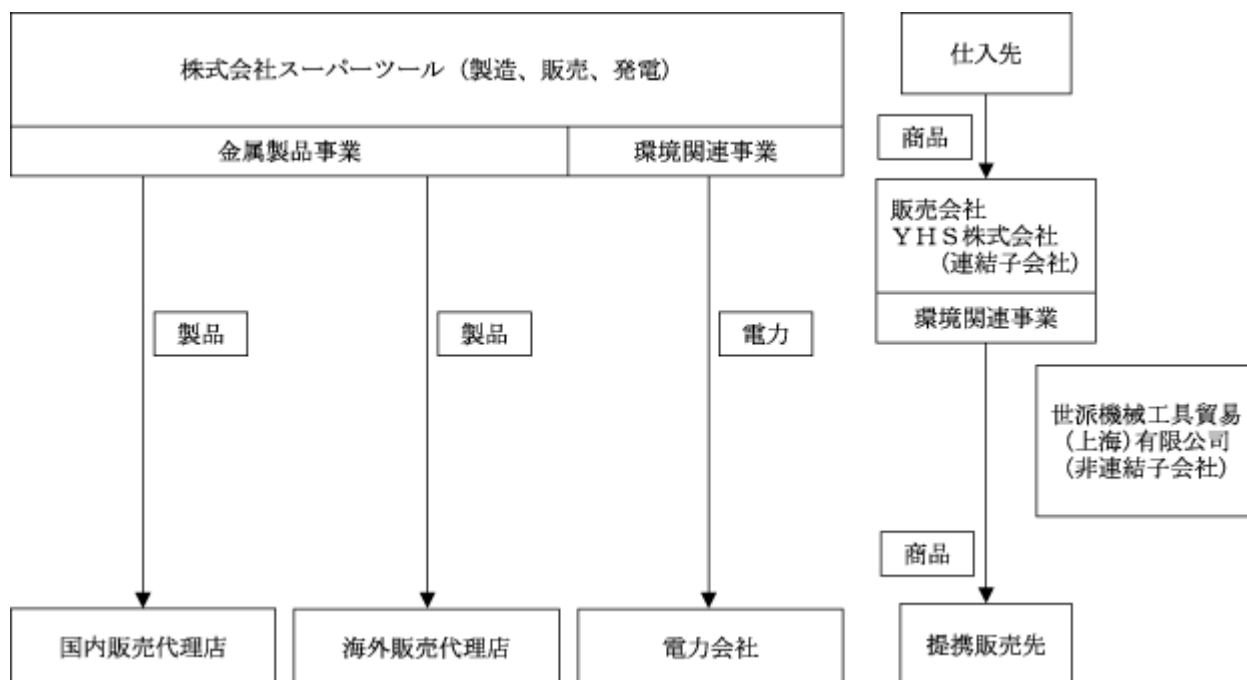 株式会社スーパーツール（製造、販売、発電）
金属製品事業
環境関連事業
製品
製品
電力
国内販売代理店
海外販売代理店
電力会社
仕入先
商品
販売会社
ＹＨＳ株式会社
（連結子会社）
環境関連事業
世派機械工具貿易
（上海）有限公司
（非連結子会社）
商品
提携販売先